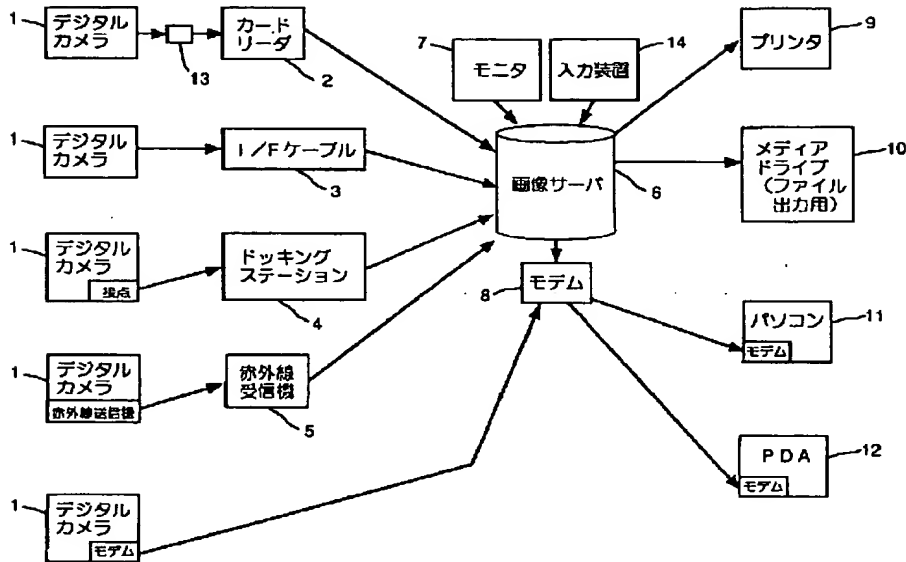 1
デジタル
カメラ
13
カード
リーダ
2
7
モニタ
入力装置
14
プリンタ
9
1
デジタル
カメラ
I/Fケーブル
3
画像サーバ
6
メディア
ドライブ
(ファイル
出力用)
10
1
デジタル
カメラ
接点
ドッキング
ステーション
4
8
モデム
パソコン
モデム
11
1
デジタル
カメラ
赤外線送信機
赤外線
受信機
5
PDA
モデム
12
1
デジタル
カメラ
モデム